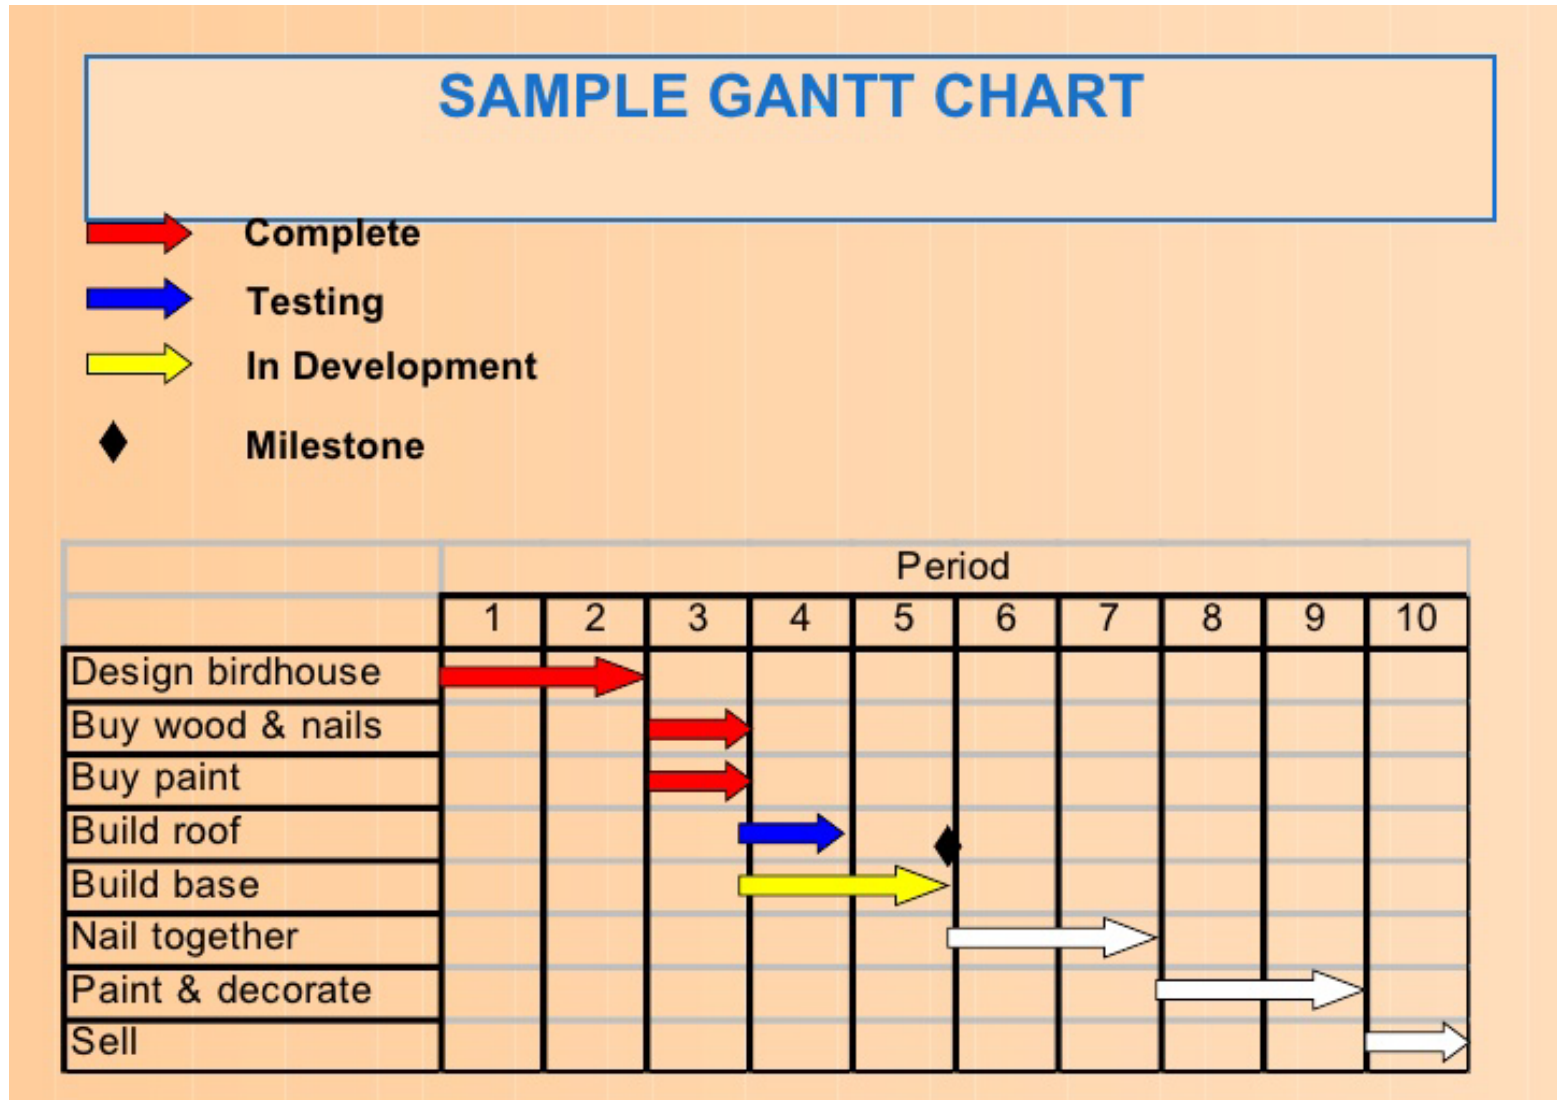 SAMPLE GANTT CHART
Complete
Testing
In Development
Milestone
Period
1 2 3 4 5 6 7 8 9 10
Design birdhouse
Buy wood & nails
Buy paint
Build roof
Build base
Nail together
Paint & decorate
Sell